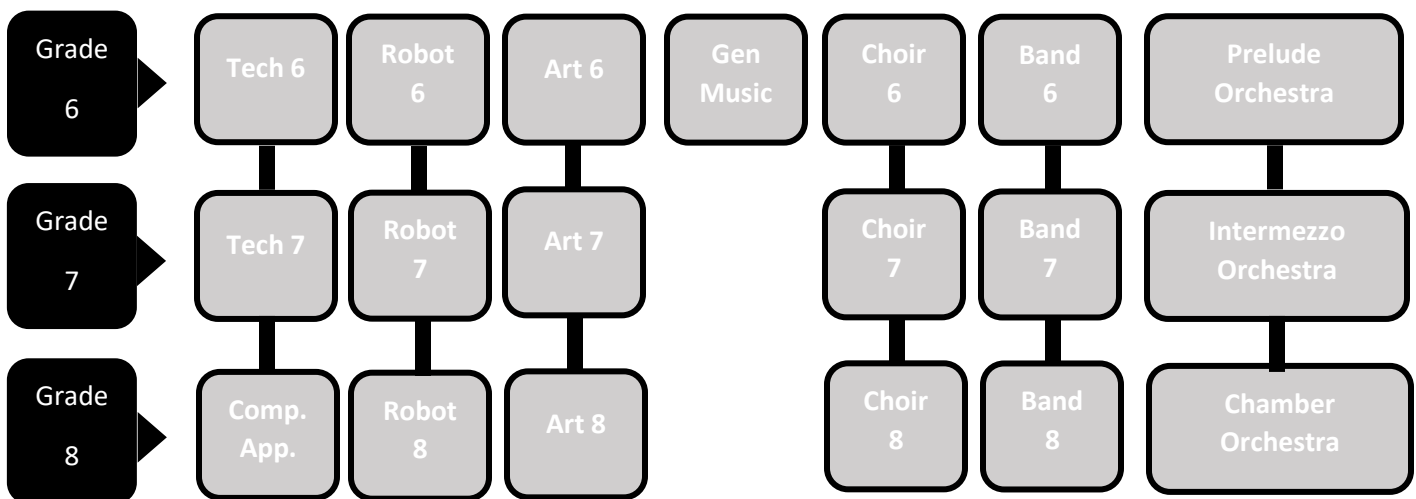 Grade
6
Tech 6
Robot
6
Art 6
Gen
Music
Choir
6
Band
6
Prelude
Orchestra
Grade
7
Tech 7
Robot
7
Art 7
Choir
7
Band
7
Intermezzo
Orchestra
Grade
8
Comp.
App.
Robot
8
Art 8
Choir
8
Band
8
Chamber
Orchestra